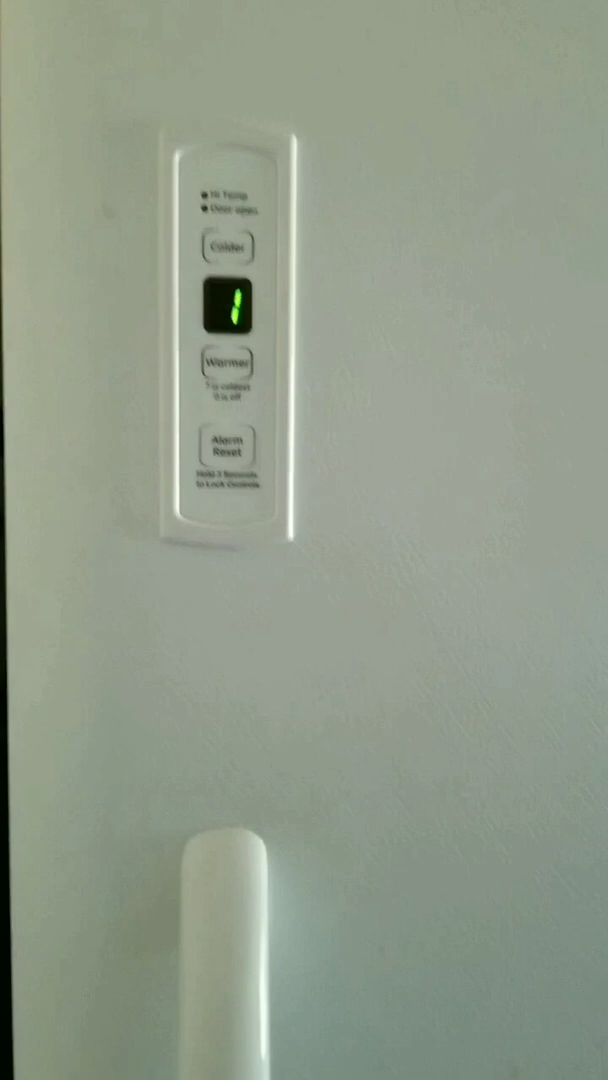 Hi Temp
Door open
Colder
1
Warmer
7 is coldest
0 is off
Alarm
Reset
Hold 3 Seconds
to Lock Controls